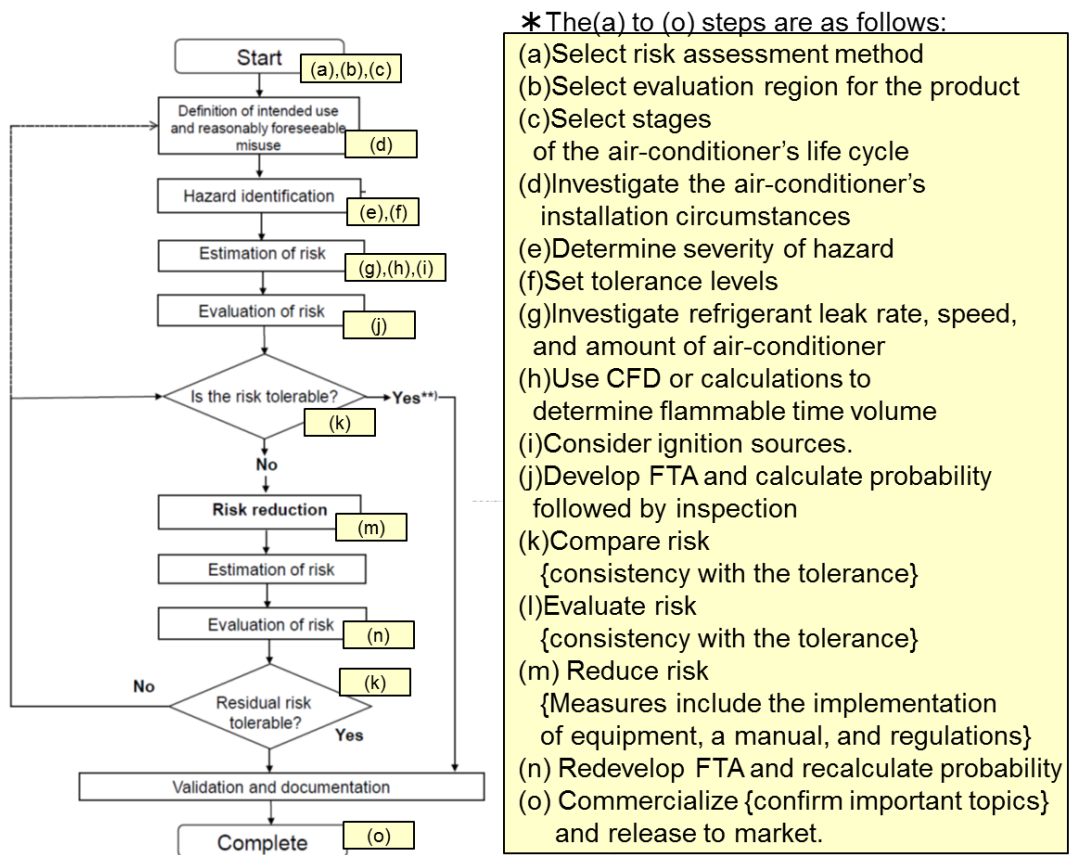 Start
(a),(b),(c)
Definition of intended use
and reasonably foreseeable
misuse
(d)
Hazard identification
(e),(f)
Estimation of risk
(g),(h),(i)
Evaluation of risk
(j)
Is the risk tolerable?
Yes**)
(k)
No
Risk reduction
(m)
Estimation of risk
Evaluation of risk
(n)
No
(k)
Residual risk
tolerable?
Yes
Validation and documentation
Complete
(o)
＊The(a) to (o) steps are as follows:
(a)Select risk assessment method
(b)Select evaluation region for the product
(c)Select stages
of the air-conditioner's life cycle
(d)Investigate the air-conditioner's
installation circumstances
(e)Determine severity of hazard
(f)Set tolerance levels
(g)Investigate refrigerant leak rate, speed,
and amount of air-conditioner
(h)Use CFD or calculations to
determine flammable time volume
(i)Consider ignition sources.
(j)Develop FTA and calculate probability
followed by inspection
(k)Compare risk
{consistency with the tolerance}
(l)Evaluate risk
{consistency with the tolerance}
(m) Reduce risk
{Measures include the implementation
of equipment, a manual, and regulations}
(n) Redevelop FTA and recalculate probability
(o) Commercialize {confirm important topics}
and release to market.